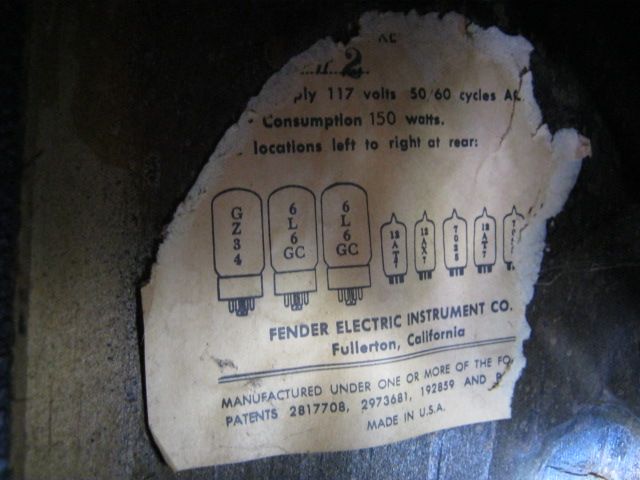 AC
2
ply 117 volts 50/60 cycles AC
Consumption 150 watts.
locations left to right at rear:
GZ34 6L6GC 6L6GC 12AT7 12AX7 7025 12AT7
FENDER ELECTRIC INSTRUMENT CO.
Fullerton, California
MANUFACTURED UNDER ONE OR MORE OF THE FO
PATENTS 2817708, 2973681, 192859 AND P
MADE IN U.S.A.